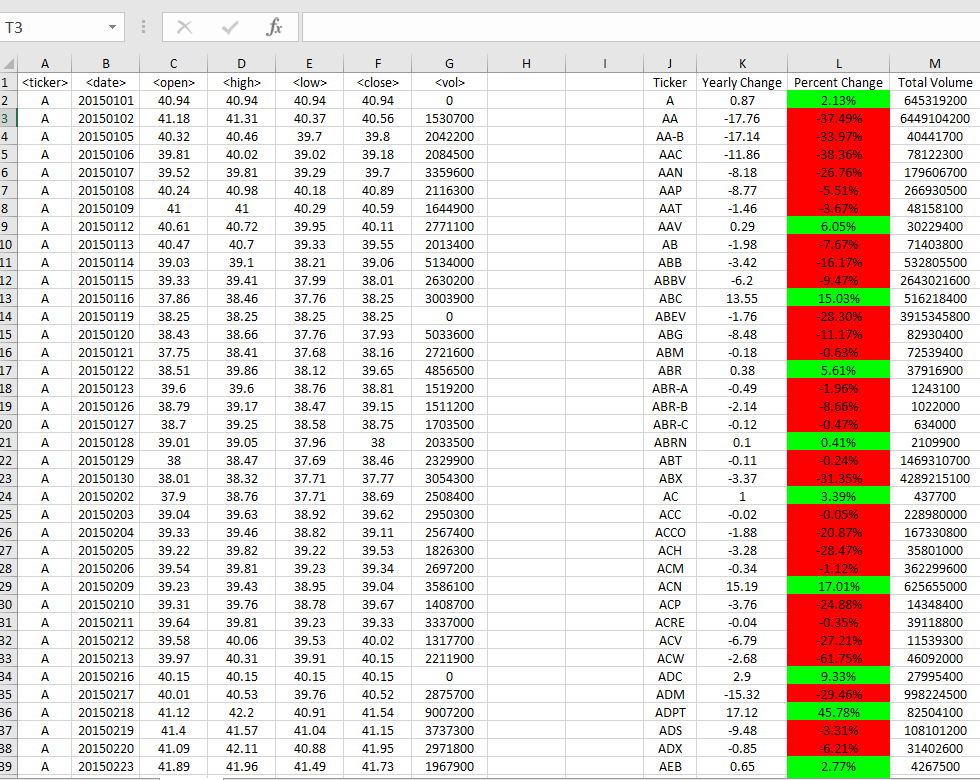 T3 fx
A B C D E F G H I J K L M
1 <ticker> <date> <open> <high> <low> <close> <vol> Ticker Yearly Change Percent Change Total Volume
2 A 20150101 40.94 40.94 40.94 40.94 0 A 0.87 2.13% 645319200
3 A 20150102 41.18 41.31 40.37 40.56 1530700 AA -17.76 -37.49% 6449104200
4 A 20150105 40.32 40.46 39.7 39.8 2042200 AA-B -17.14 -33.97% 40441700
5 A 20150106 39.81 40.02 39.02 39.18 2084500 AAC -11.86 -38.36% 78122300
6 A 20150107 39.52 39.81 39.29 39.7 3359600 AAN -8.18 -26.76% 179606700
7 A 20150108 40.24 40.98 40.18 40.89 2116300 AAP -8.77 -5.51% 266930500
8 A 20150109 41 41 40.29 40.59 1644900 AAT -1.46 -3.67% 48158100
9 A 20150112 40.61 40.72 39.95 40.11 2771100 AAV 0.29 6.05% 30229400
10 A 20150113 40.47 40.7 39.33 39.55 2013400 AB -1.98 -7.67% 71403800
11 A 20150114 39.03 39.1 38.21 39.06 5134000 ABB -3.42 -16.17% 532805500
12 A 20150115 39.33 39.41 37.99 38.01 2630200 ABBV -6.2 -9.47% 2643021600
13 A 20150116 37.86 38.46 37.76 38.25 3003900 ABC 13.55 15.03% 516218400
14 A 20150119 38.25 38.25 38.25 38.25 0 ABEV -1.76 -28.30% 3915345800
15 A 20150120 38.43 38.66 37.76 37.93 5033600 ABG -8.48 -11.17% 82930400
16 A 20150121 37.75 38.41 37.68 38.16 2721600 ABM -0.18 -0.63% 72539400
17 A 20150122 38.51 39.86 38.12 39.65 4856500 ABR 0.38 5.61% 37916900
18 A 20150123 39.6 39.6 38.76 38.81 1519200 ABR-A -0.49 -1.96% 1243100
19 A 20150126 38.79 39.17 38.47 39.15 1511200 ABR-B -2.14 -8.66% 1022000
20 A 20150127 38.7 39.25 38.58 38.75 1703500 ABR-C -0.12 -0.47% 634000
21 A 20150128 39.01 39.05 37.96 38 2033500 ABRN 0.1 0.41% 2109900
22 A 20150129 38 38.47 37.69 38.46 2329900 ABT -0.11 -0.24% 1469310700
23 A 20150130 38.01 38.32 37.71 37.77 3054300 ABX -3.37 -31.35% 4289215100
24 A 20150202 37.9 38.76 37.71 38.69 2508400 AC 1 3.39% 437700
25 A 20150203 39.04 39.63 38.92 39.62 2950300 ACC -0.02 -0.05% 228980000
26 A 20150204 39.33 39.46 38.82 39.11 2567400 ACCO -1.88 -20.87% 167330800
27 A 20150205 39.22 39.82 39.22 39.53 1826300 ACH -3.28 -28.47% 35801000
28 A 20150206 39.54 39.81 39.23 39.34 2697200 ACM -0.34 -1.12% 362299600
29 A 20150209 39.23 39.43 38.95 39.04 3586100 ACN 15.19 17.01% 625655000
30 A 20150210 39.31 39.76 38.78 39.67 1408700 ACP -3.76 -24.88% 14348400
31 A 20150211 39.64 39.81 39.23 39.33 3337000 ACRE -0.04 -0.35% 39118800
32 A 20150212 39.58 40.06 39.53 40.02 1317700 ACV -6.79 -27.21% 11539300
33 A 20150213 39.97 40.31 39.91 40.15 2211900 ACW -2.68 -61.75% 46092000
34 A 20150216 40.15 40.15 40.15 40.15 0 ADC 2.9 9.33% 27995400
35 A 20150217 40.01 40.53 39.76 40.52 2875700 ADM -15.32 -29.46% 998224500
36 A 20150218 41.12 42.2 40.91 41.54 9007200 ADPT 17.12 45.78% 82504100
37 A 20150219 41.4 41.57 41.04 41.15 3737300 ADS -9.48 -3.31% 108101200
38 A 20150220 41.09 42.11 40.88 41.95 2971800 ADX -0.85 -6.21% 31402600
39 A 20150223 41.89 41.96 41.49 41.73 1967900 AEB 0.65 2.77% 4267500